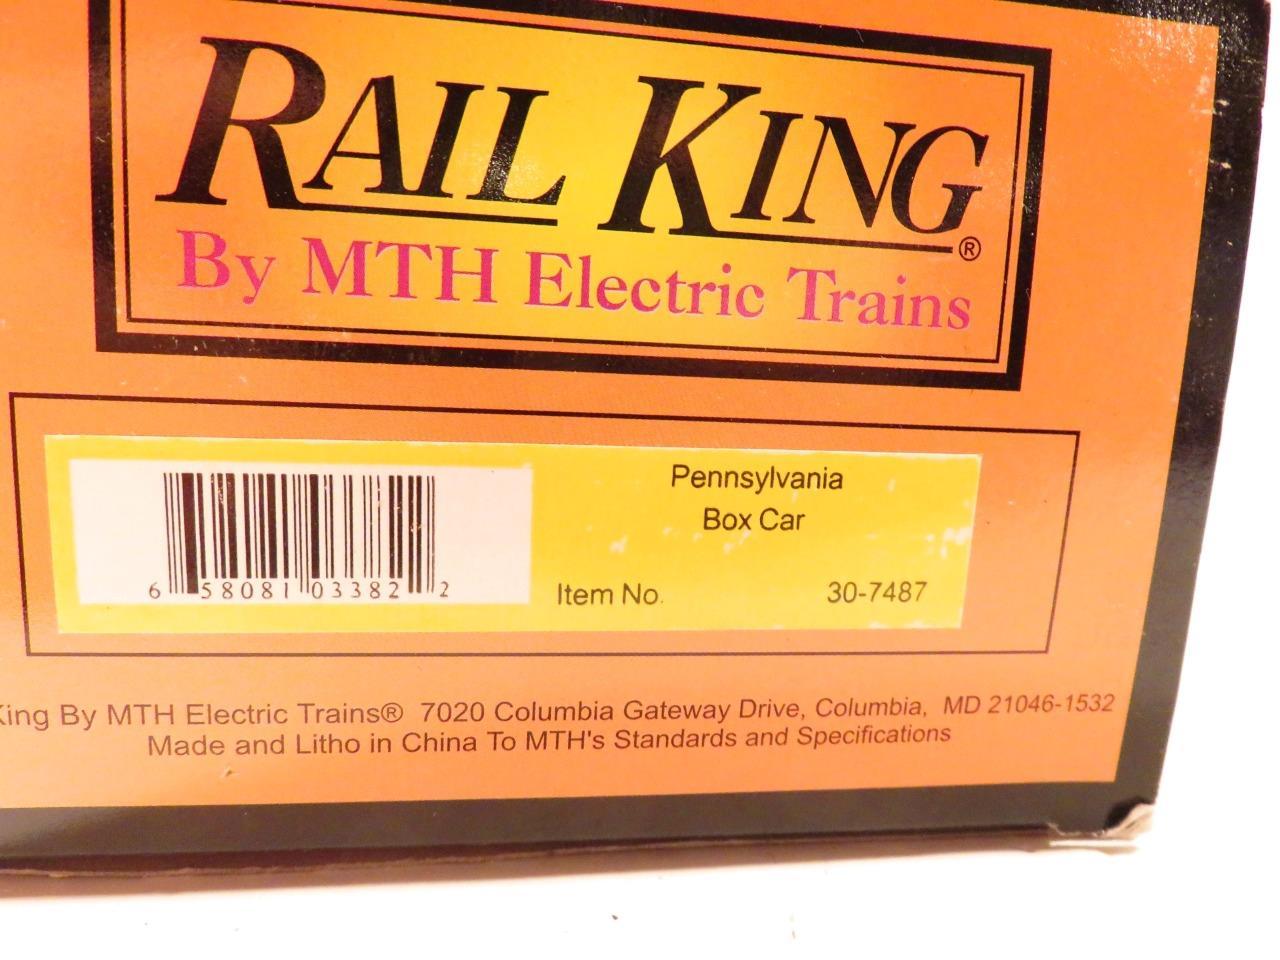 RAIL KING®
By MTH Electric Trains
Pennsylvania
Box Car
6 58081 03382 2
Item No. 30-7487
King By MTH Electric Trains® 7020 Columbia Gateway Drive, Columbia, MD 21046-1532
Made and Litho in China To MTH's Standards and Specifications